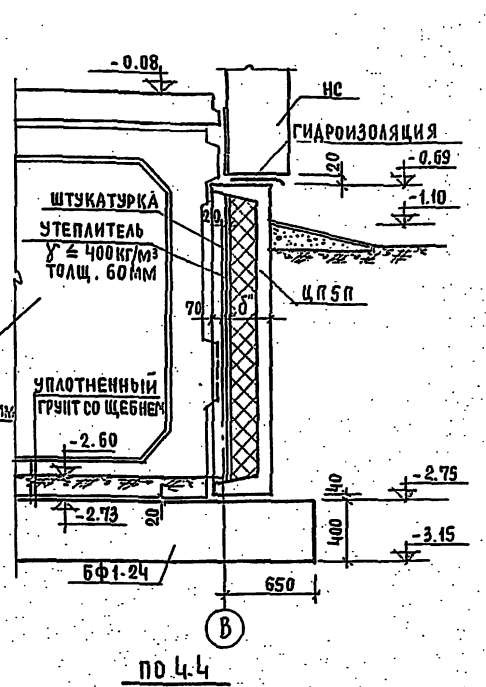 -0.08
НС
ГИДРОИЗОЛЯЦИЯ
20
-0.69
-1.10
ШТУКАТУРКА
20
УТЕПЛИТЕЛЬ
γ ≤ 400КГ/М³
ТОЛЩ. 60ММ
ЦП5П
70 "б"
УПЛОТНЕННЫЙ
ГРУНТ СО ЩЕБНЕМ
-2.60
-2.75
40
-2.73
20
400
-3.15
БФ1-24
650
В
ПО 4-4